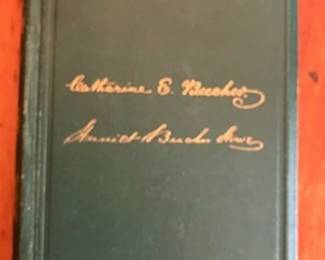 Catharine E. Beecher.
Harriet Beecher Stowe